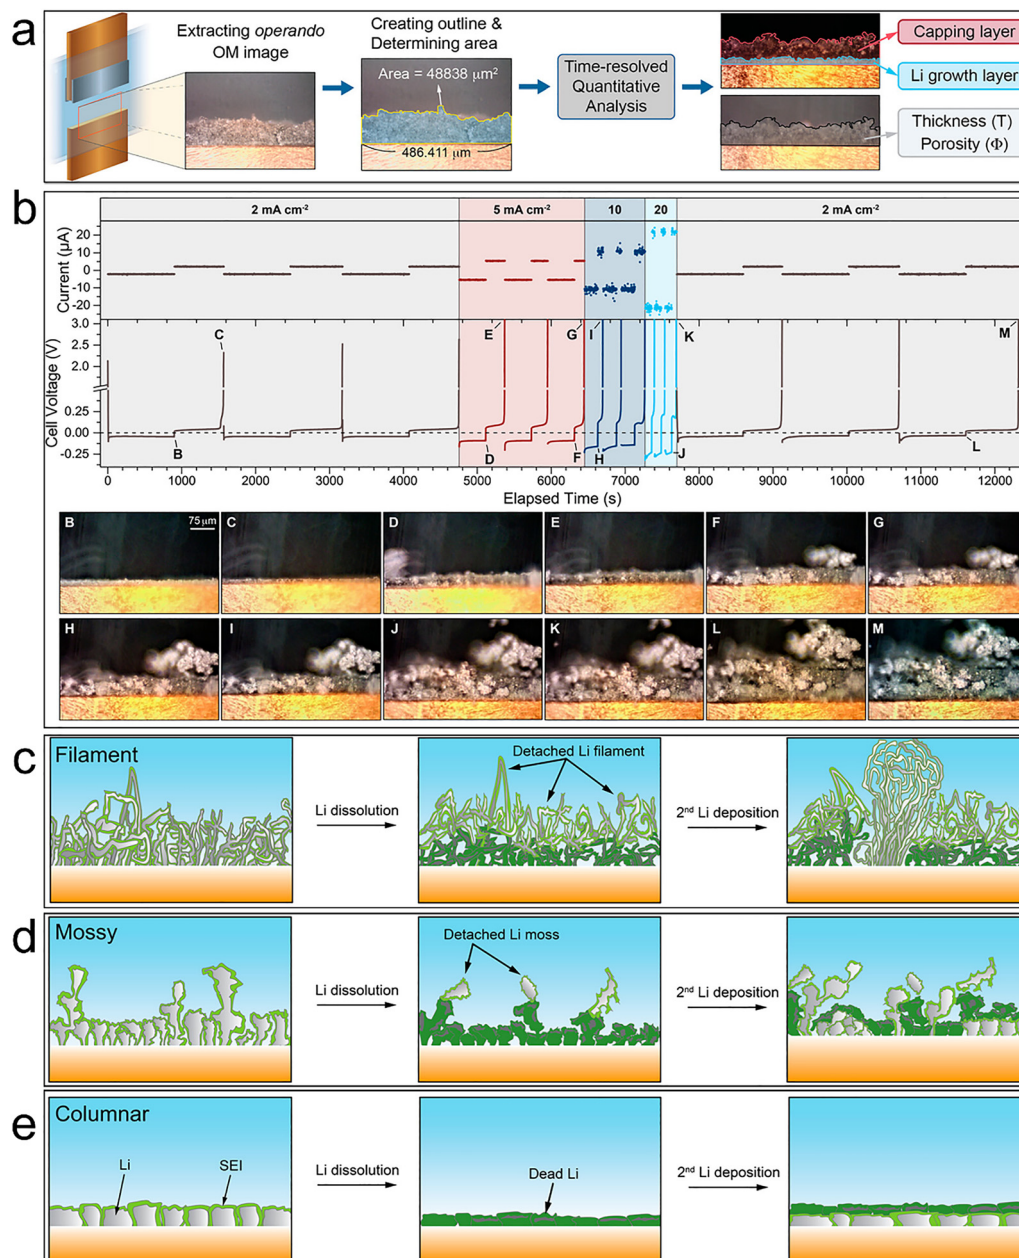 a
Extracting operando
OM image
Creating outline &
Determining area
Area = 48838 μm²
486.411 μm
Time-resolved
Quantitative
Analysis
Capping layer
Li growth layer
Thickness (T)
Porosity (Φ)
b
2 mA cm⁻²
5 mA cm⁻²
10
20
2 mA cm⁻²
Current (μA)
20
10
0
-10
-20
Cell Voltage (V)
3.0
2.5
2.0
0.25
0.00
-0.25
C
B
E
G
D
F
I
H
K
J
M
L
0 1000 2000 3000 4000 5000 6000 7000 8000 9000 10000 11000 12000
Elapsed Time (s)
B
75 μm
C
D
E
F
G
H
I
J
K
L
M
c
Filament
Li dissolution
Detached Li filament
2nd Li deposition
d
Mossy
Li dissolution
Detached Li moss
2nd Li deposition
e
Columnar
Li
SEI
Li dissolution
Dead Li
2nd Li deposition